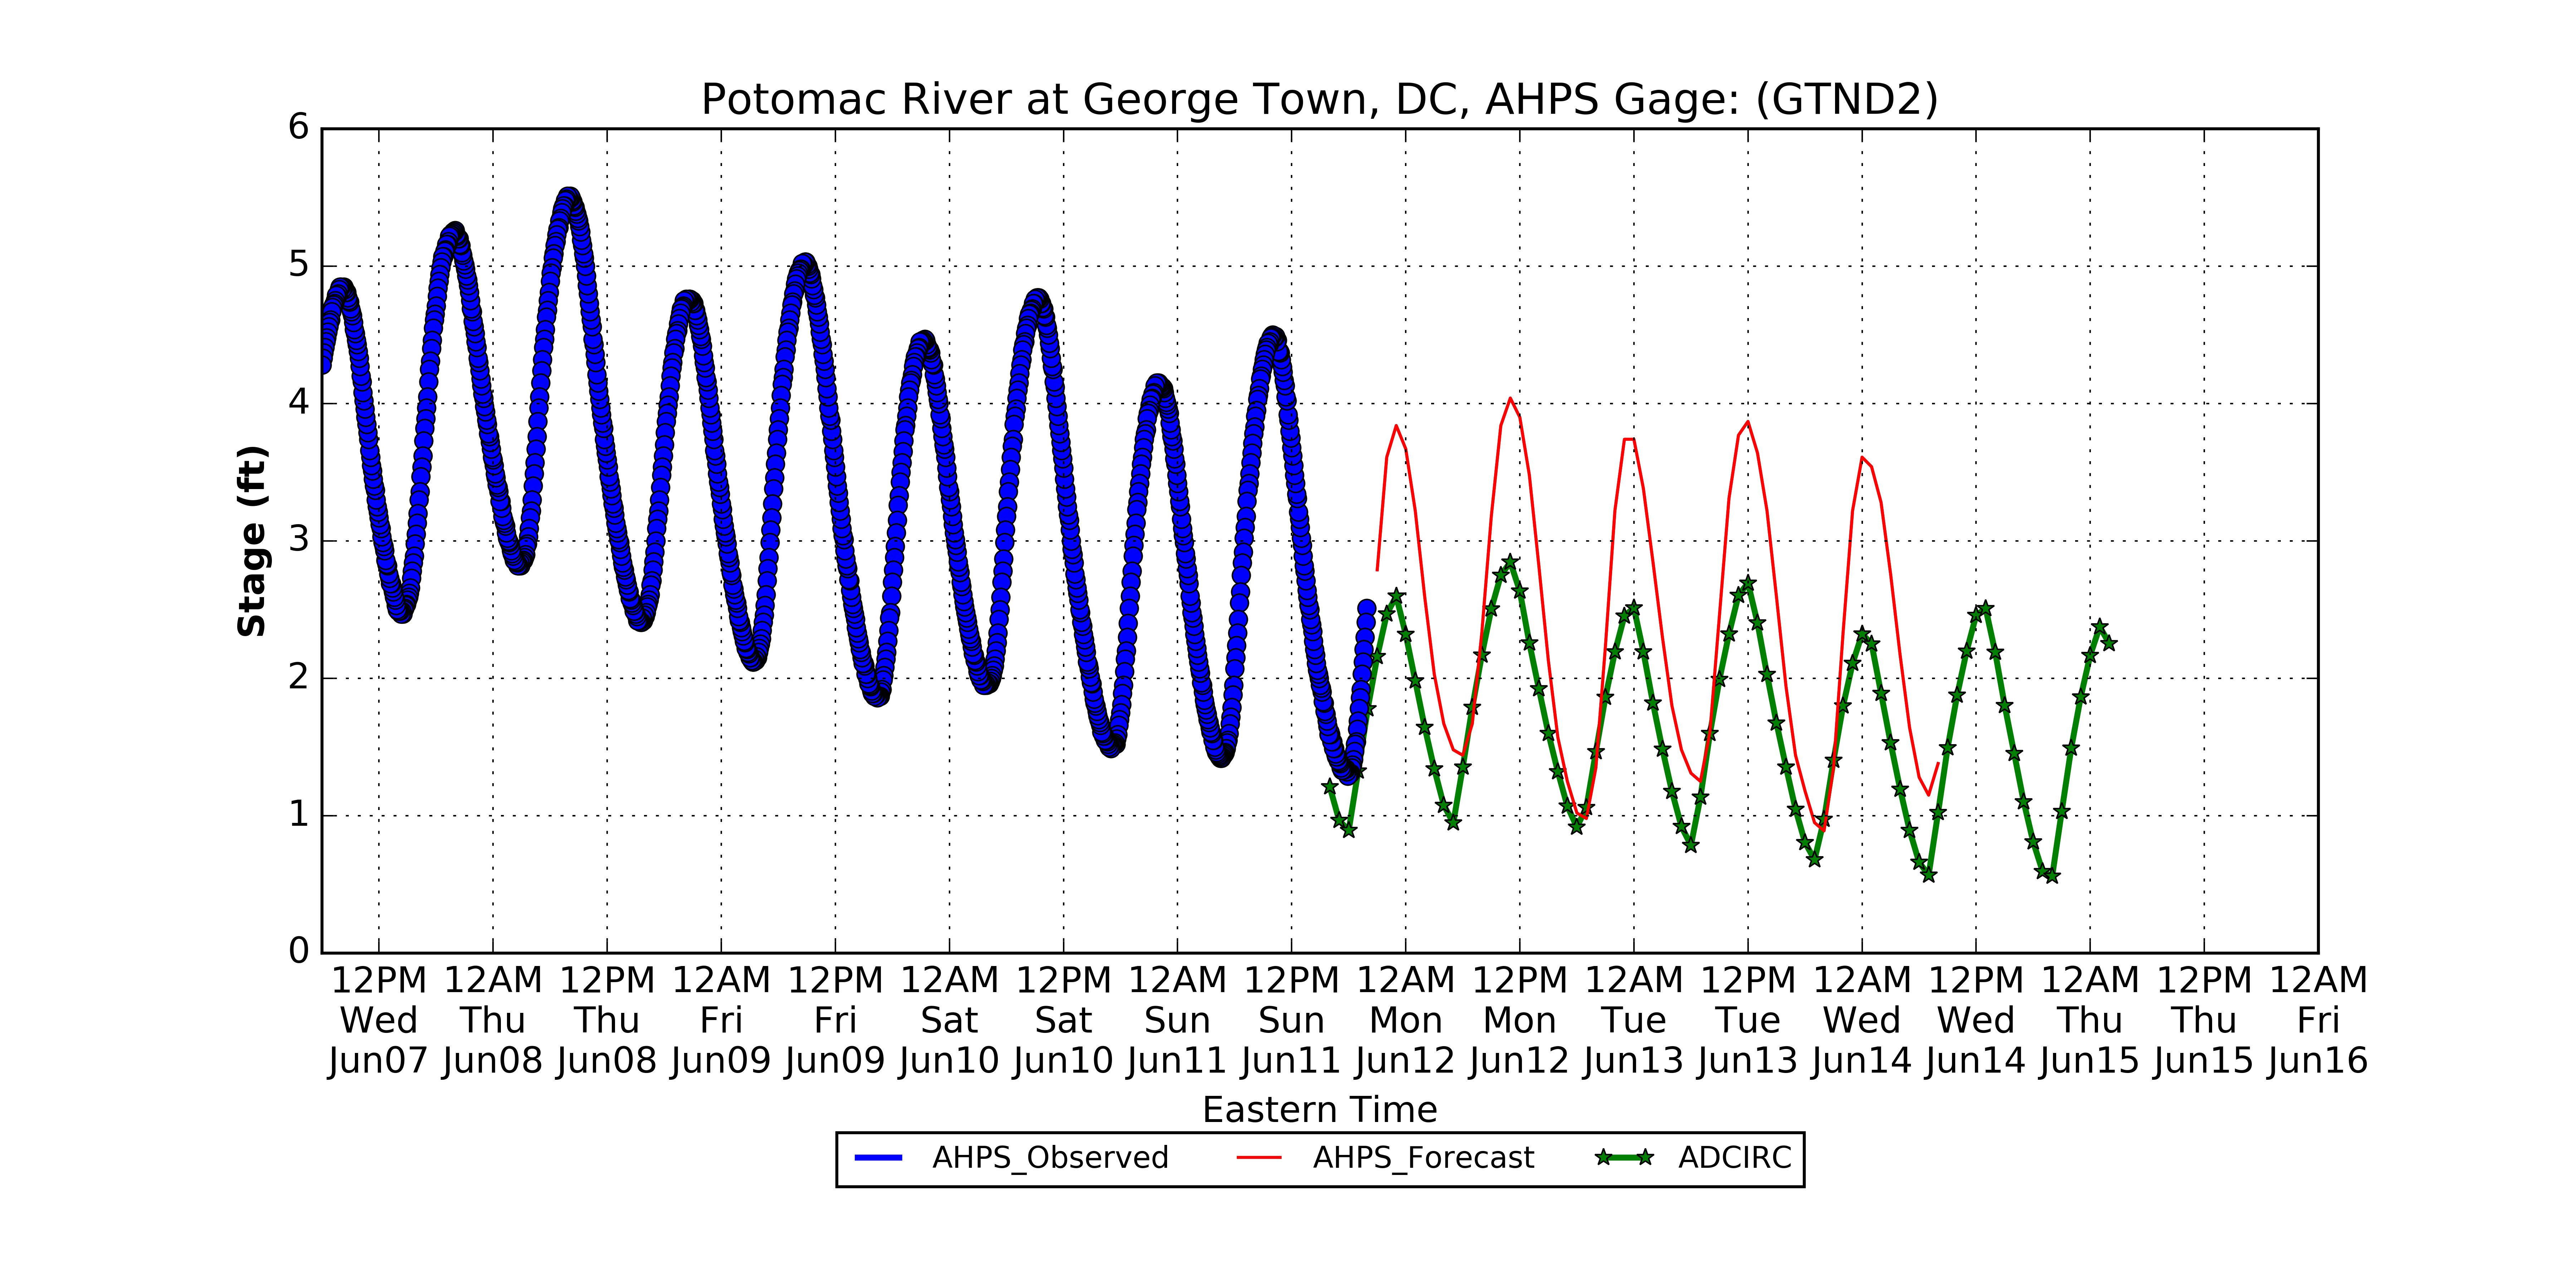 Potomac River at George Town, DC, AHPS Gage: (GTND2)
6
5
4
3
2
1
0
Stage (ft)
12PM 12AM 12PM 12AM 12PM 12AM 12PM 12AM 12PM 12AM 12PM 12AM 12PM 12AM 12PM 12AM 12PM 12AM
Wed Thu Thu Fri Fri Sat Sat Sun Sun Mon Mon Tue Tue Wed Wed Thu Thu Fri
Jun07 Jun08 Jun08 Jun09 Jun09 Jun10 Jun10 Jun11 Jun11 Jun12 Jun12 Jun13 Jun13 Jun14 Jun14 Jun15 Jun15 Jun16
Eastern Time
AHPS_Observed AHPS_Forecast ADCIRC